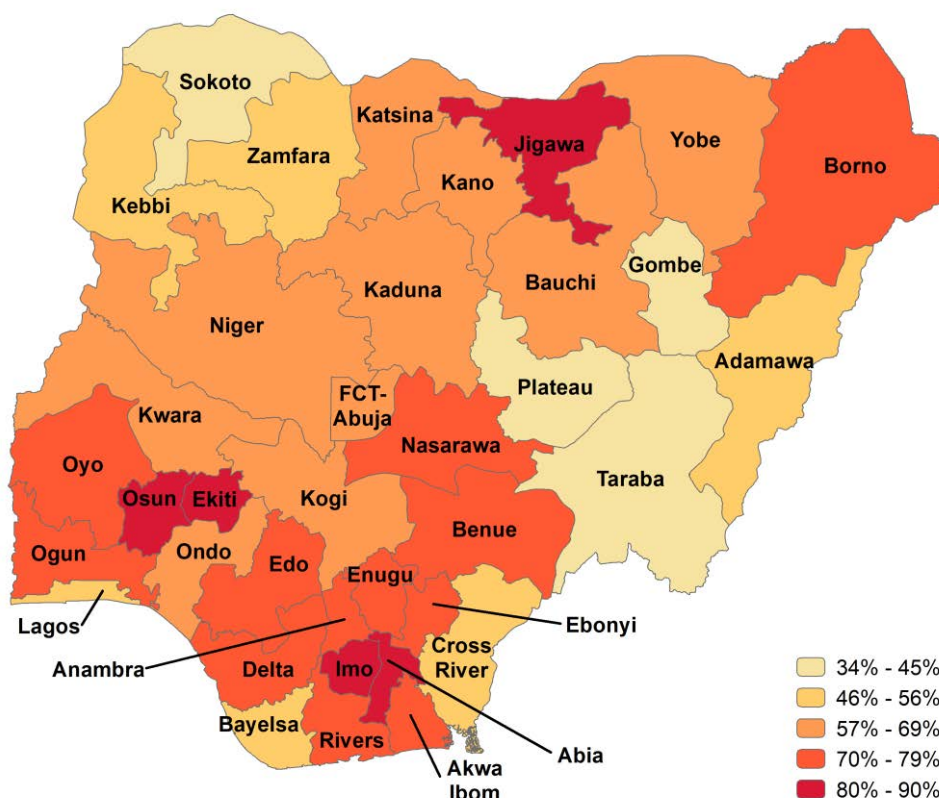 Sokoto
Katsina
Jigawa
Yobe
Borno
Zamfara
Kano
Kebbi
Gombe
Bauchi
Kaduna
Niger
Adamawa
Plateau
FCT-
Abuja
Kwara
Nasarawa
Oyo
Taraba
Osun
Ekiti
Kogi
Benue
Ogun
Ondo
Edo
Enugu
Lagos
Ebonyi
Cross
River
Anambra
Delta
Imo
34% - 45%
46% - 56%
Bayelsa
57% - 69%
Rivers
Abia
70% - 79%
Akwa
Ibom
80% - 90%